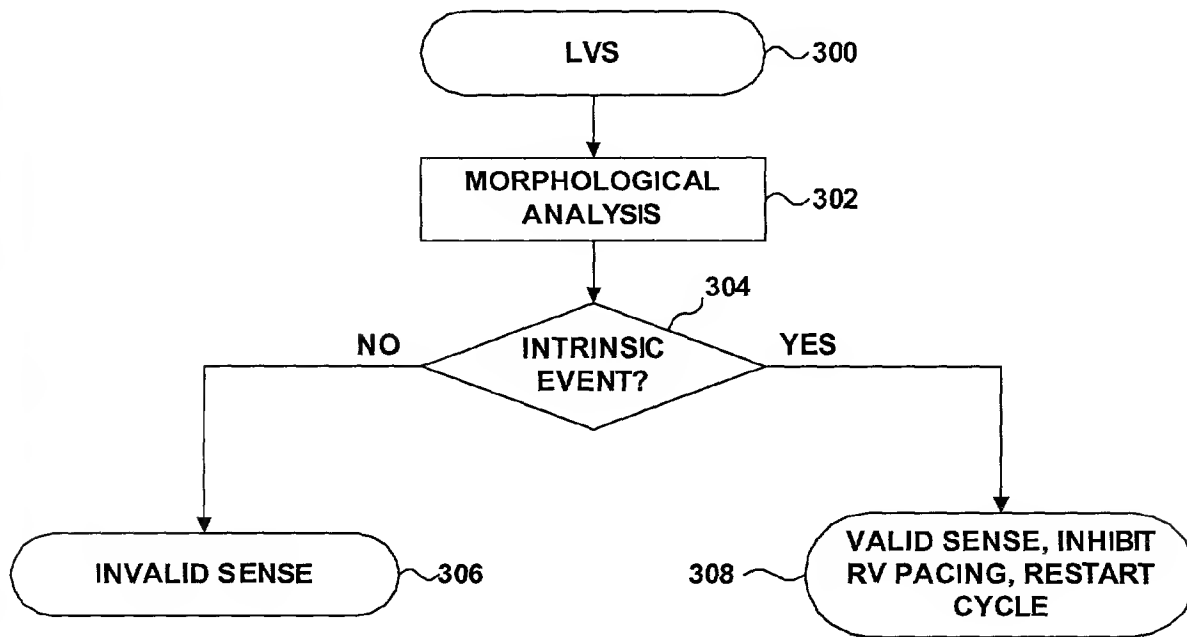 LVS
300
MORPHOLOGICAL
ANALYSIS
302
304
NO
INTRINSIC
EVENT?
YES
INVALID SENSE
306
308
VALID SENSE, INHIBIT
RV PACING, RESTART
CYCLE